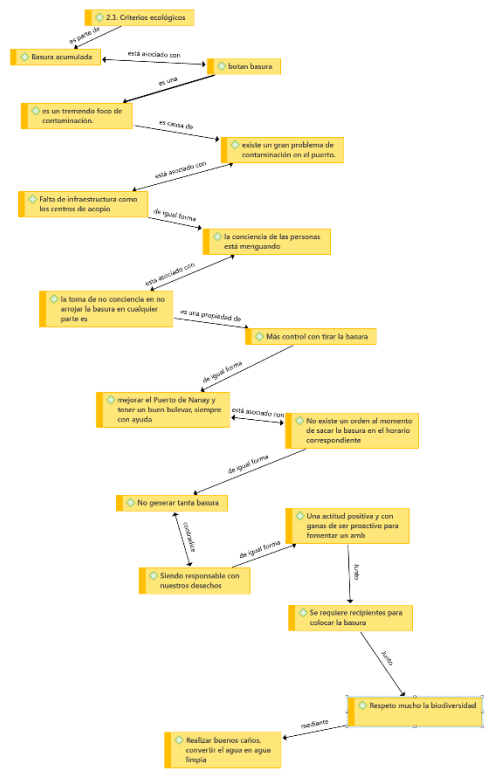 2.3. Criterios ecológicos
es parte de
Basura acumulada
está asociado con
botan basura
es una
es un tremendo foco de
contaminación.
es causa de
existe un gran problema de
contaminación en el puerto.
está asociado con
Falta de infraestructura como
los centros de acopio
de igual forma
la conciencia de las personas
está menguando
esta asociado con
la toma de no conciencia en no
arrojar la basura en cualquier
parte es
es una propiedad de
Más control con tirar la basura
de igual forma
mejorar el Puerto de Nanay y
tener un buen bulevar, siempre
con ayuda
está asociado con
No existe un orden al momento
de sacar la basura en el horario
correspondiente
de igual forma
No generar tanta basura
contradice
Una actitud positiva y con
ganas de ser proactivo para
fomentar un amb
de igual forma
Siendo responsable con
nuestros desechos
Junto
Se requiere recipientes para
colocar la basura
Junto
Respeto mucho la biodiversidad
mediante
Realizar buenos caños,
convertir el agua en agua
limpia